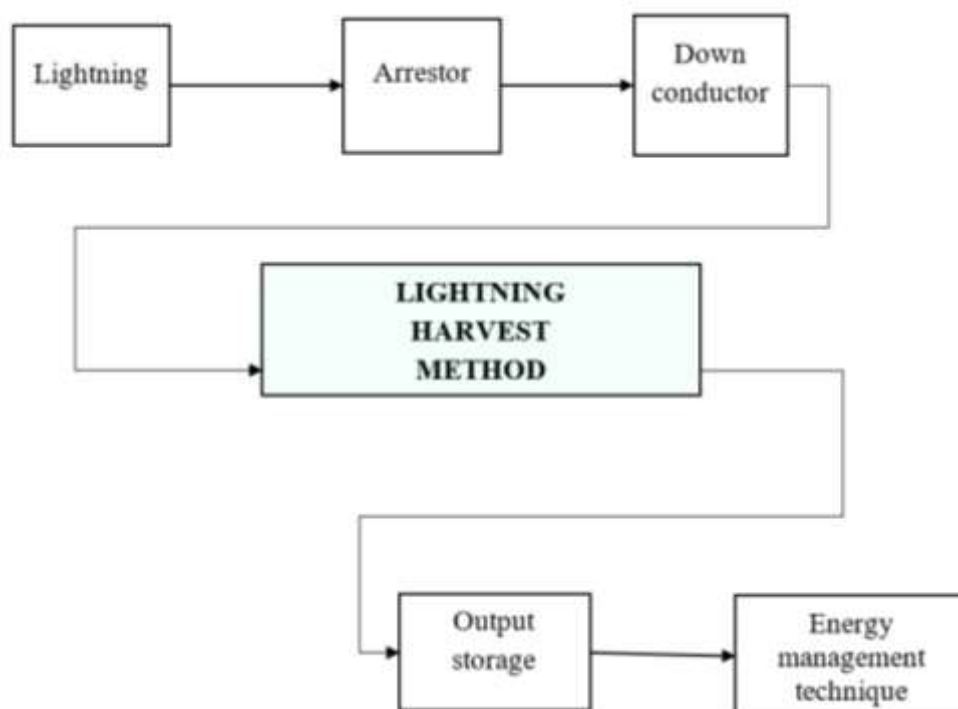 Lightning
Arrestor
Down
conductor
LIGHTNING
HARVEST
METHOD
Output
storage
Energy
management
technique